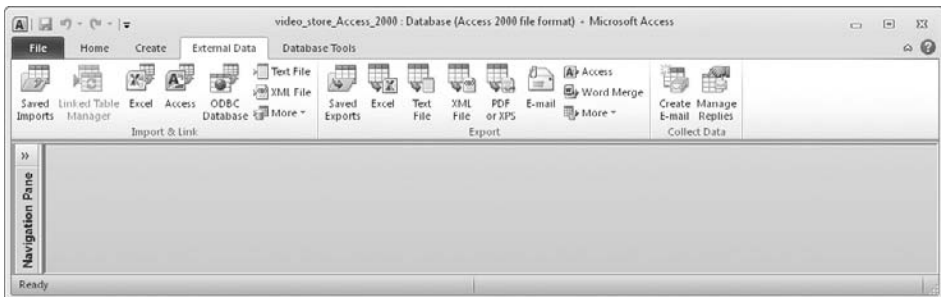 video_store_Access_2000 : Database (Access 2000 file format) - Microsoft Access
File Home Create External Data Database Tools
Saved Imports
Linked Table Manager
Excel
Access
ODBC Database
Text File
XML File
More
Import & Link
Saved Exports
Excel
Text File
XML File
PDF or XPS
E-mail
Access
Word Merge
More
Export
Create E-mail
Manage Replies
Collect Data
Navigation Pane
Ready